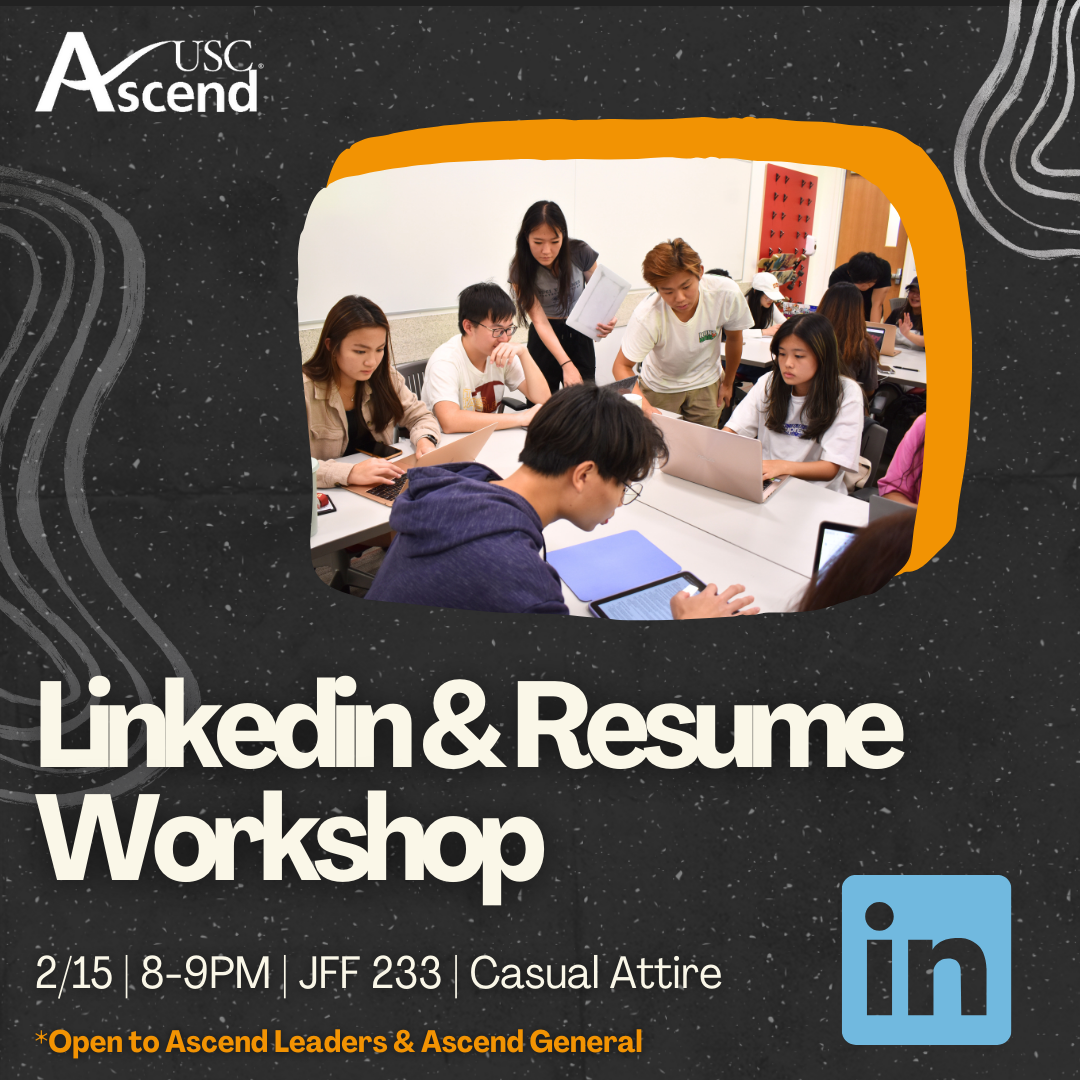 USC
Ascend
Linkedin & Resume
Workshop
2/15 | 8-9PM | JFF 233 | Casual Attire
*Open to Ascend Leaders & Ascend General
in